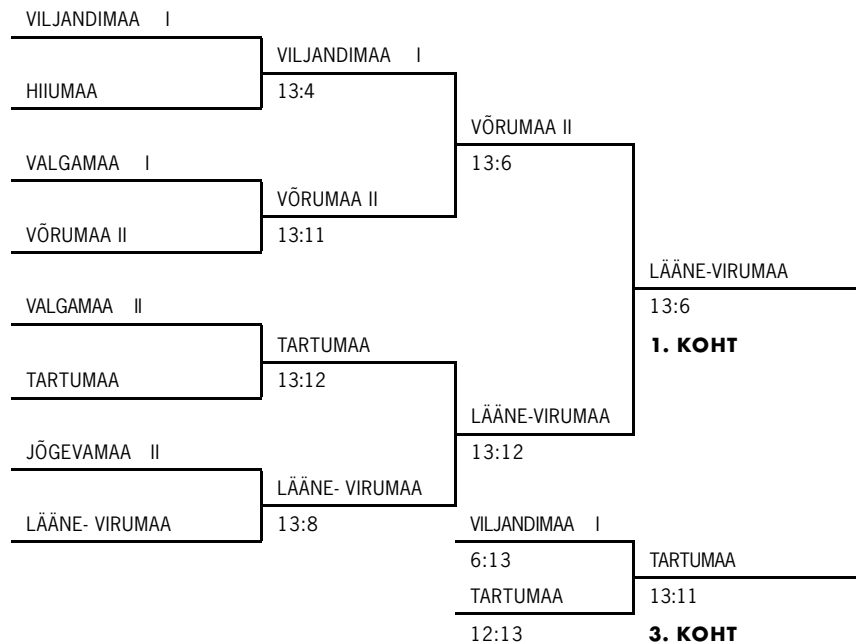 VILJANDIMAA I
VILJANDIMAA I
HIIUMAA
13:4
VÕRUMAA II
VALGAMAA I
13:6
VÕRUMAA II
VÕRUMAA II
13:11
LÄÄNE-VIRUMAA
VALGAMAA II
13:6
TARTUMAA
1. KOHT
TARTUMAA
13:12
LÄÄNE-VIRUMAA
JÕGEVAMAA II
13:12
LÄÄNE- VIRUMAA
LÄÄNE- VIRUMAA
13:8
VILJANDIMAA I
6:13
TARTUMAA
TARTUMAA
13:11
12:13
3. KOHT